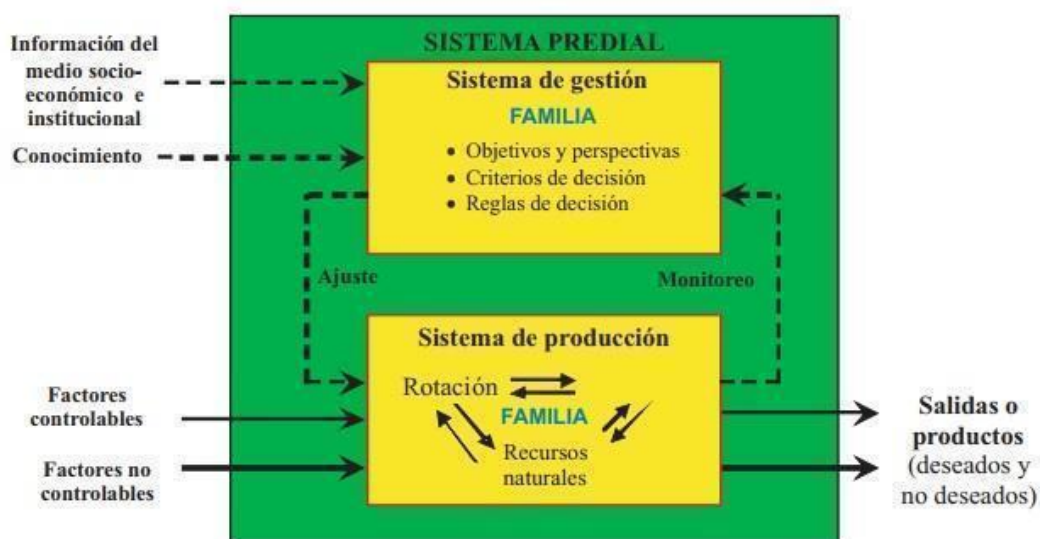 SISTEMA PREDIAL
Información del
medio socio-
económico e
institucional
Conocimiento
Sistema de gestión
FAMILIA
• Objetivos y perspectivas
• Criterios de decisión
• Reglas de decisión
Ajuste
Monitoreo
Sistema de producción
Rotación
FAMILIA
Recursos
naturales
Factores
controlables
Factores no
controlables
Salidas o
productos
(deseados y
no deseados)